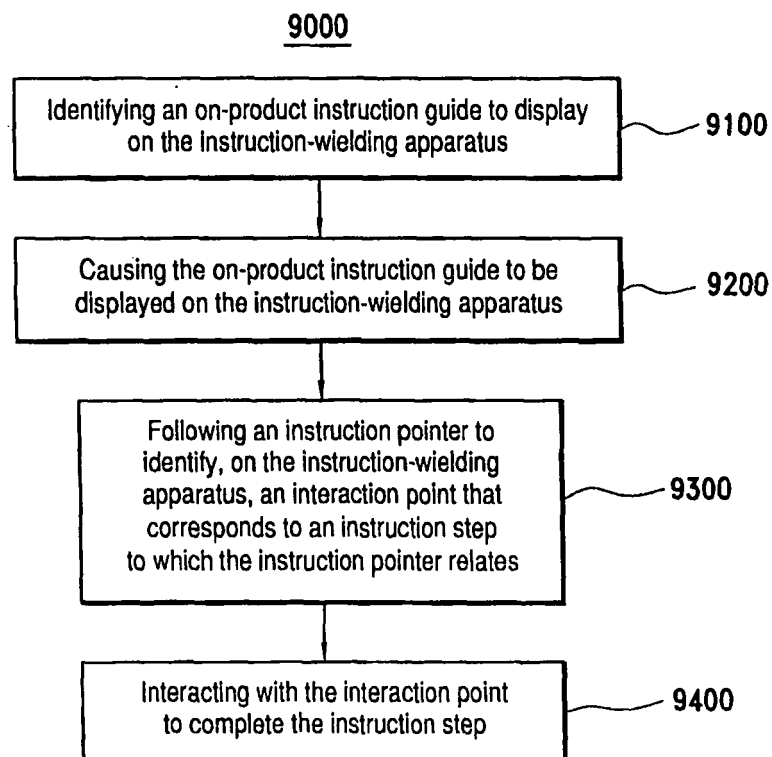 9000
Identifying an on-product instruction guide to display
on the instruction-wielding apparatus
9100
Causing the on-product instruction guide to be
displayed on the instruction-wielding apparatus
9200
Following an instruction pointer to
identify, on the instruction-wielding
apparatus, an interaction point that
corresponds to an instruction step
to which the instruction pointer relates
9300
Interacting with the interaction point
to complete the instruction step
9400